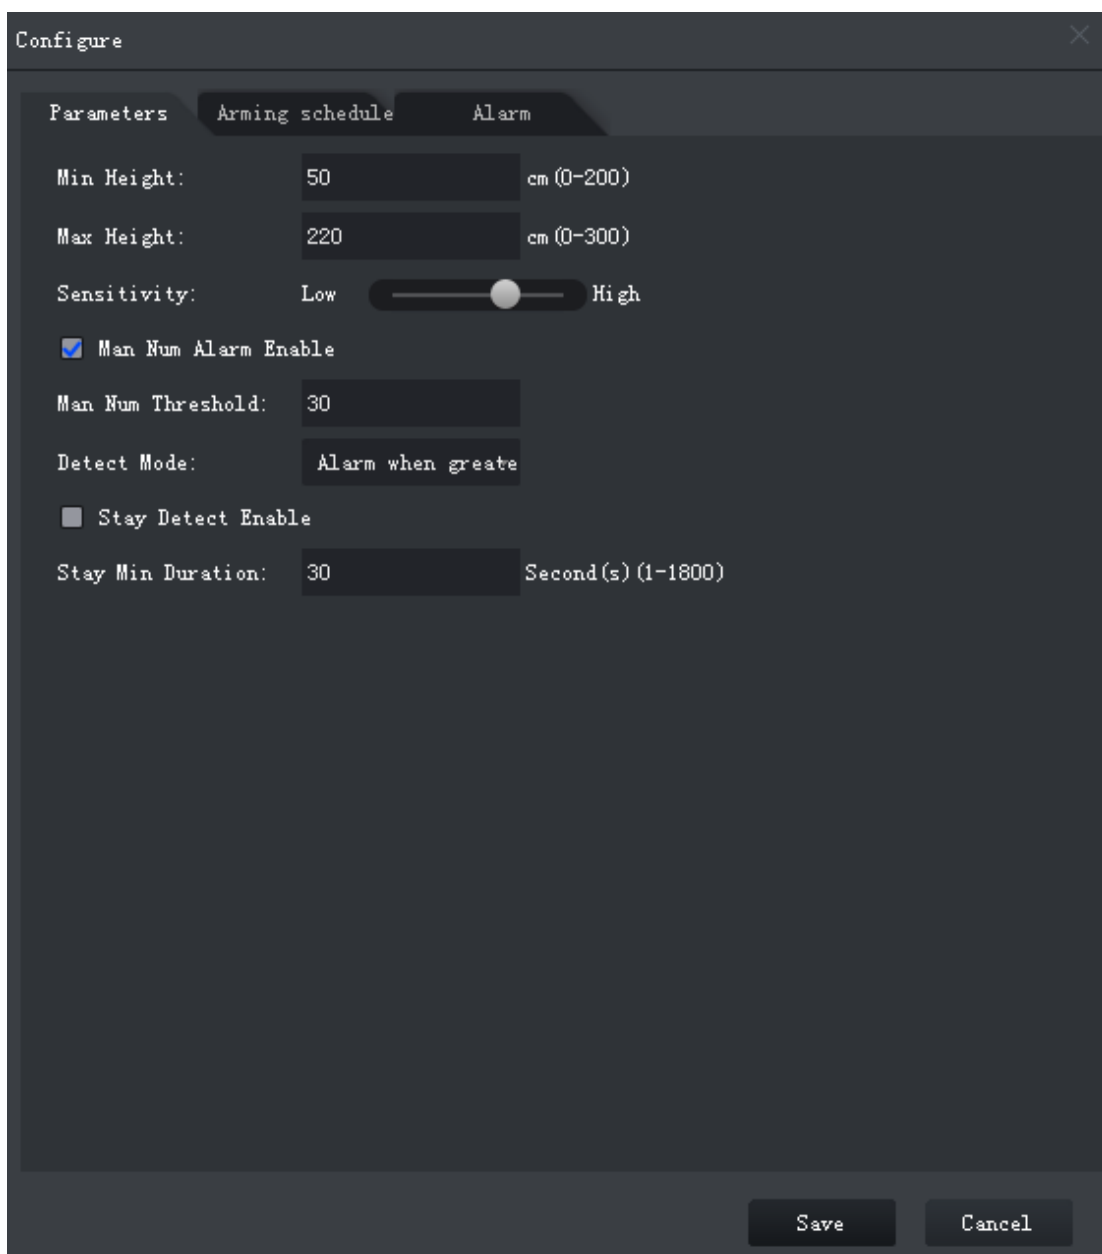 Configure
Parameters Arming schedule Alarm
Min Height: 50 cm(0-200)
Max Height: 220 cm(0-300)
Sensitivity: Low High
Man Num Alarm Enable
Man Num Threshold: 30
Detect Mode: Alarm when greate
Stay Detect Enable
Stay Min Duration: 30 Second(s)(1-1800)
Save Cancel